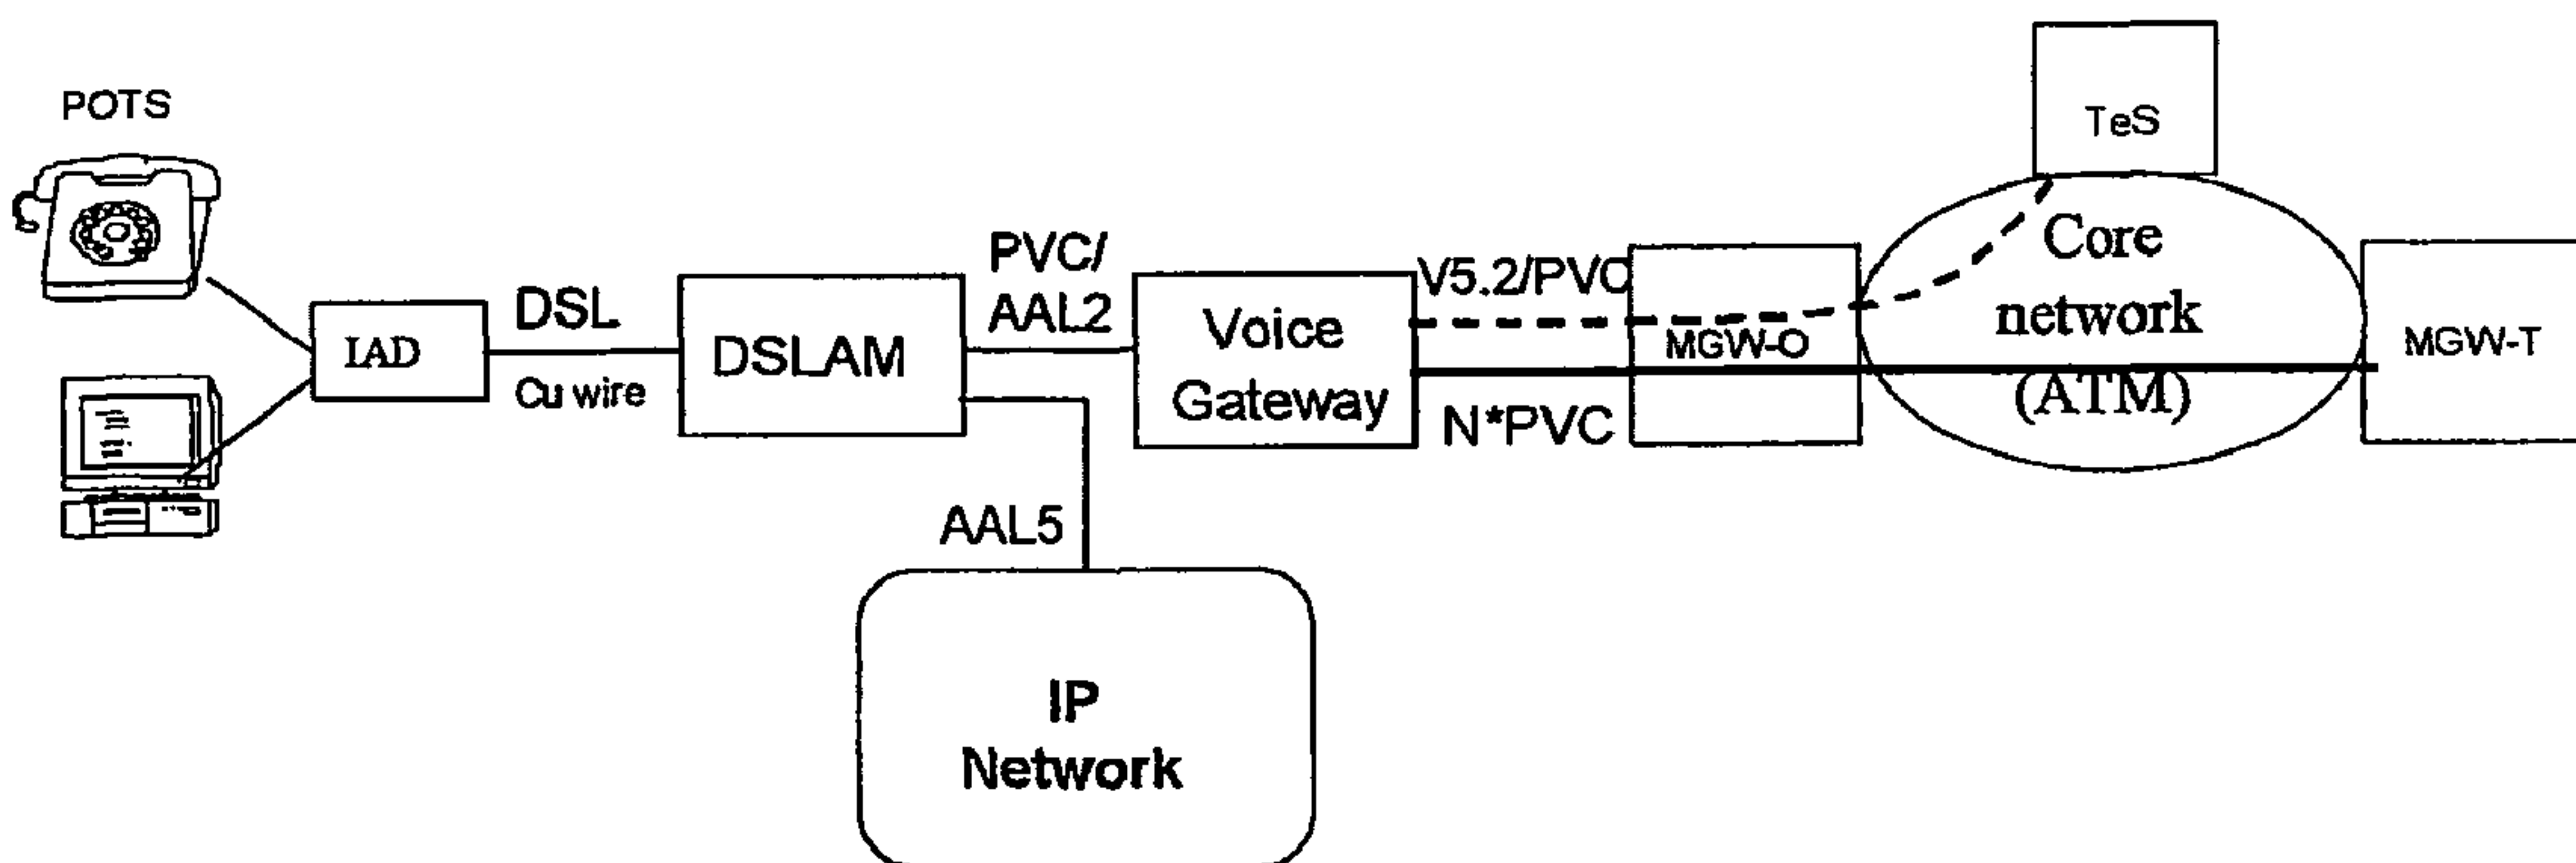 POTS
IAD
DSL
Cu wire
DSLAM
PVC/
AAL2
AAL5
IP
Network
Voice
Gateway
V5.2/PVC
N*PVC
MGW-O
TeS
Core
network
(ATM)
MGW-T